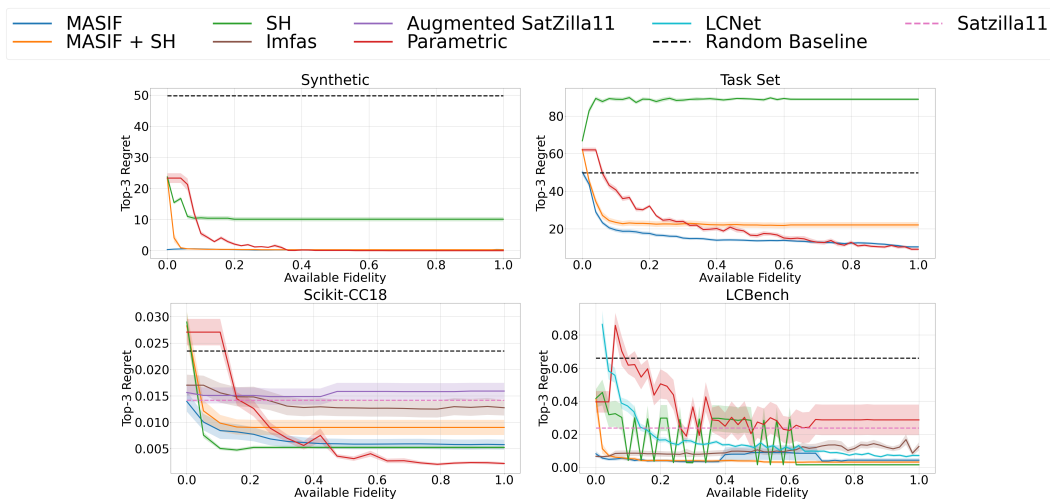 MASIF SH Augmented SatZilla11 LCNet Satzilla11
MASIF + SH Imfas Parametric Random Baseline
Synthetic
Top-3 Regret
50
40
30
20
10
0
0.0 0.2 0.4 0.6 0.8 1.0
Available Fidelity
Task Set
Top-3 Regret
80
60
40
20
0.0 0.2 0.4 0.6 0.8 1.0
Available Fidelity
Scikit-CC18
Top-3 Regret
0.030
0.025
0.020
0.015
0.010
0.005
0.0 0.2 0.4 0.6 0.8 1.0
Available Fidelity
LCBench
Top-3 Regret
0.08
0.06
0.04
0.02
0.00
0.0 0.2 0.4 0.6 0.8 1.0
Available Fidelity